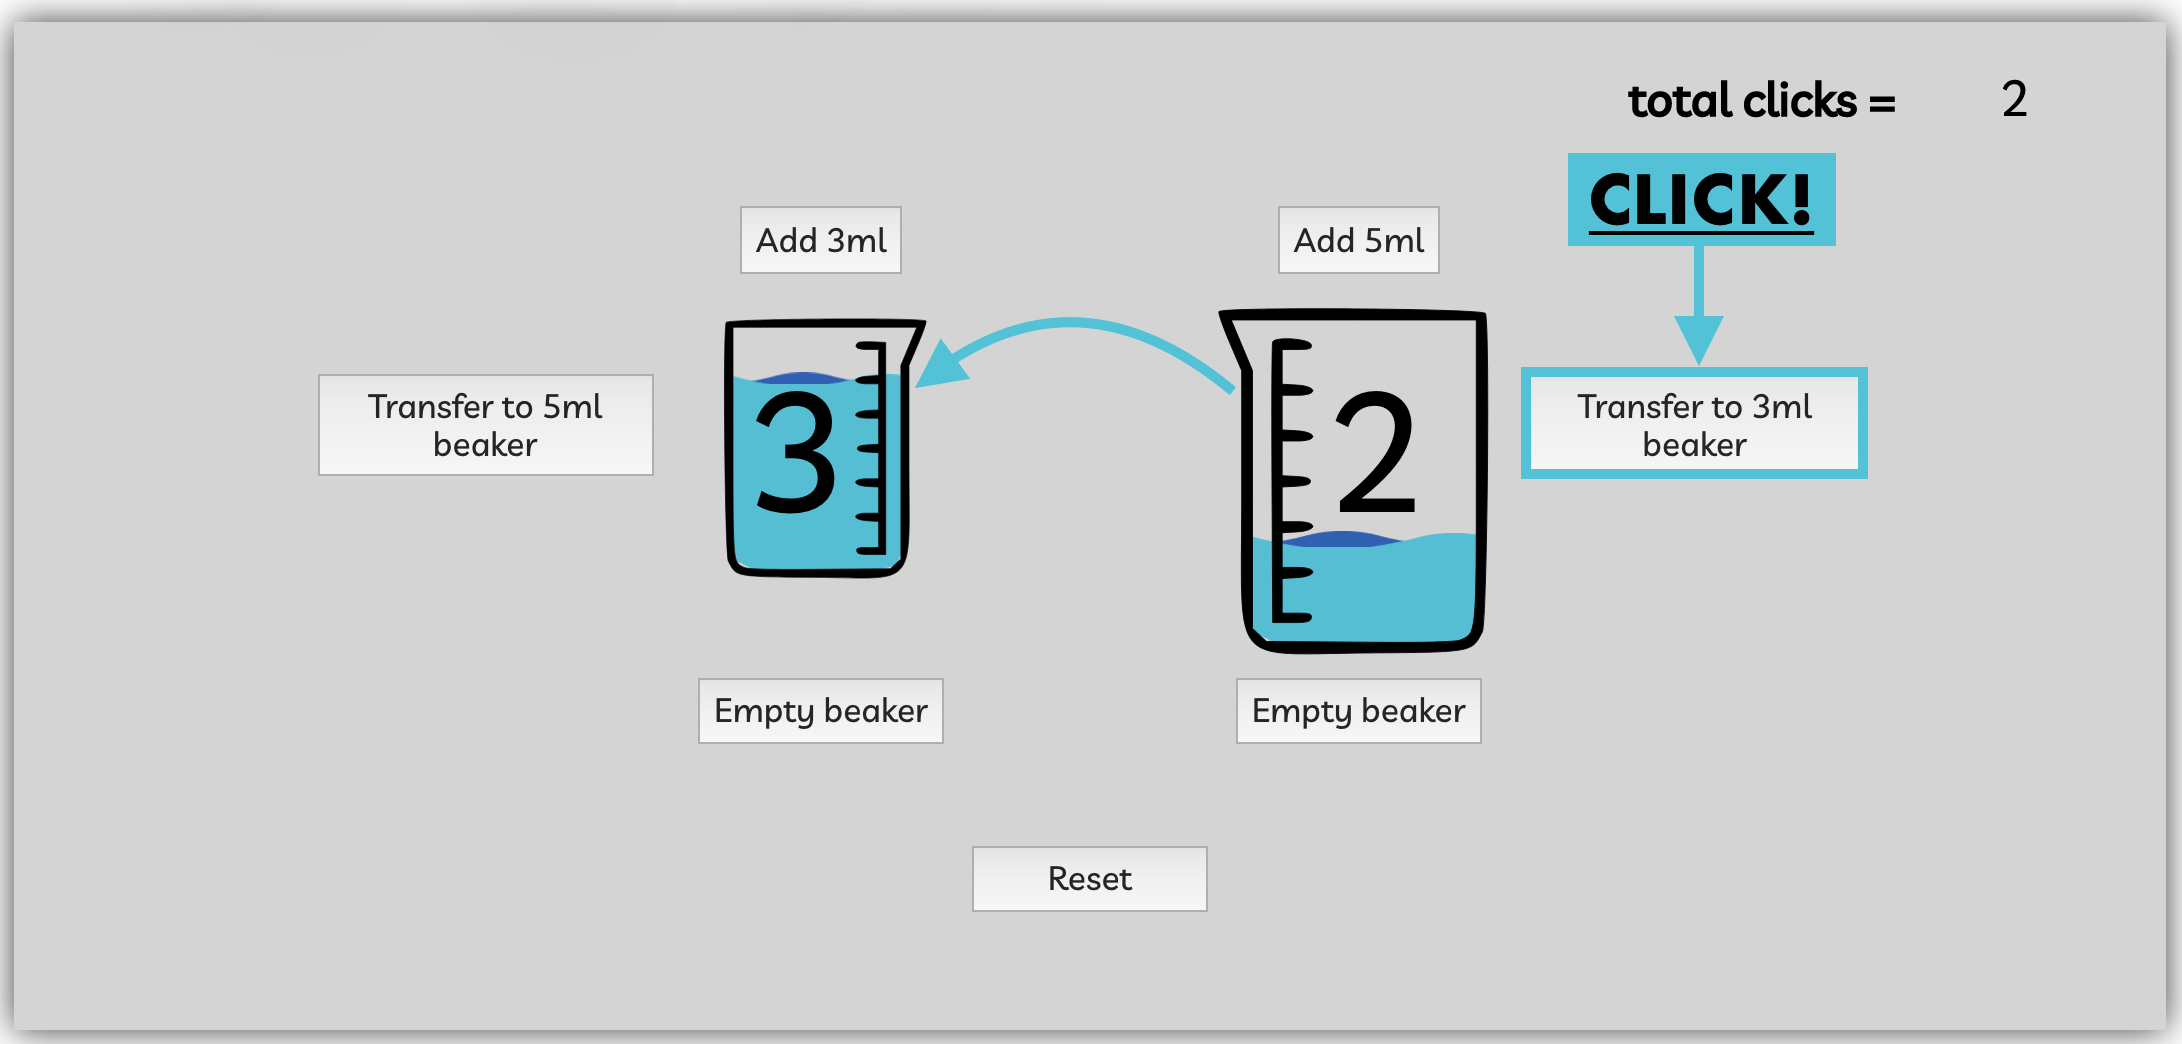 total clicks = 2
CLICK!
Add 3ml
Add 5ml
Transfer to 5ml
beaker
3
2
Transfer to 3ml
beaker
Empty beaker
Empty beaker
Reset